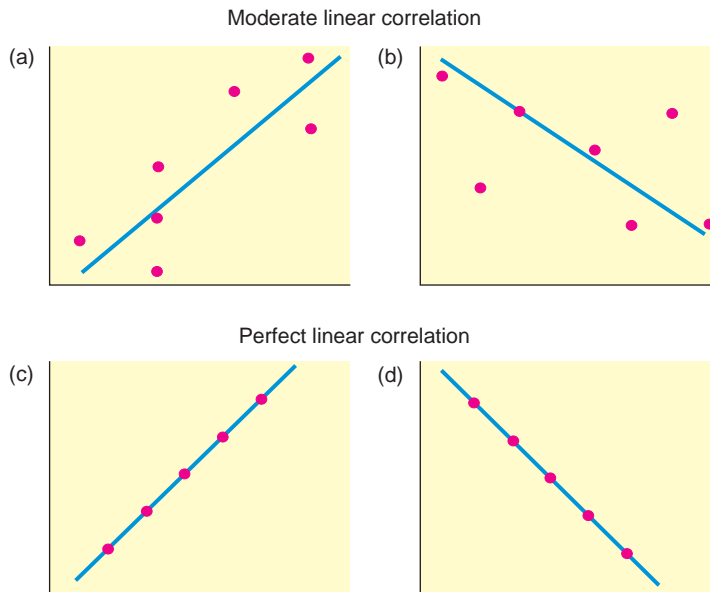 Moderate linear correlation
(a)
(b)
Perfect linear correlation
(c)
(d)